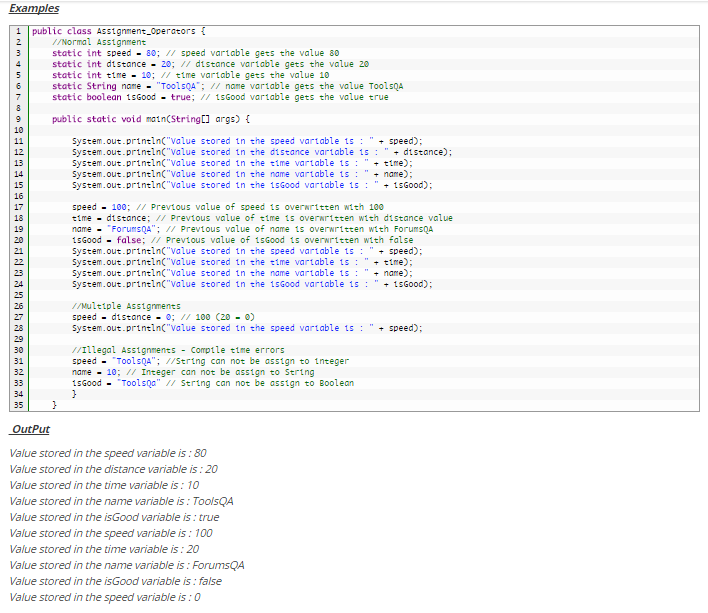 Examples
1 public class Assignment_Operators {
2 //Normal Assignment
3 static int speed = 80; // speed variable gets the value 80
4 static int distance = 20; // distance variable gets the value 20
5 static int time = 10; // time variable gets the value 10
6 static String name = "ToolsQA"; // name variable gets the value ToolsQA
7 static boolean isGood = true; // isGood variable gets the value true
8
9 public static void main(String[] args) {
10
11 System.out.println("Value stored in the speed variable is : " + speed);
12 System.out.println("Value stored in the distance variable is : " + distance);
13 System.out.println("Value stored in the time variable is : " + time);
14 System.out.println("Value stored in the name variable is : " + name);
15 System.out.println("Value stored in the isGood variable is : " + isGood);
16
17 speed = 100; // Previous value of speed is overwritten with 100
18 time = distance; // Previous value of time is overwritten with distance value
19 name = "ForumsQA"; // Previous value of name is overwritten with ForumsQA
20 isGood = false; // Previous value of isGood is overwritten with false
21 System.out.println("Value stored in the speed variable is : " + speed);
22 System.out.println("Value stored in the time variable is : " + time);
23 System.out.println("Value stored in the name variable is : " + name);
24 System.out.println("Value stored in the isGood variable is : " + isGood);
25
26 //Multiple Assignments
27 speed = distance = 0; // 100 (20 = 0)
28 System.out.println("Value stored in the speed variable is : " + speed);
29
30 //Illegal Assignments - Compile time errors
31 speed = "ToolsQA"; //String can not be assign to integer
32 name = 10; // Integer can not be assign to String
33 isGood = "ToolsQa" // String can not be assign to Boolean
34 }
35 }
OutPut
Value stored in the speed variable is : 80
Value stored in the distance variable is : 20
Value stored in the time variable is : 10
Value stored in the name variable is : ToolsQA
Value stored in the isGood variable is : true
Value stored in the speed variable is : 100
Value stored in the time variable is : 20
Value stored in the name variable is : ForumsQA
Value stored in the isGood variable is : false
Value stored in the speed variable is : 0